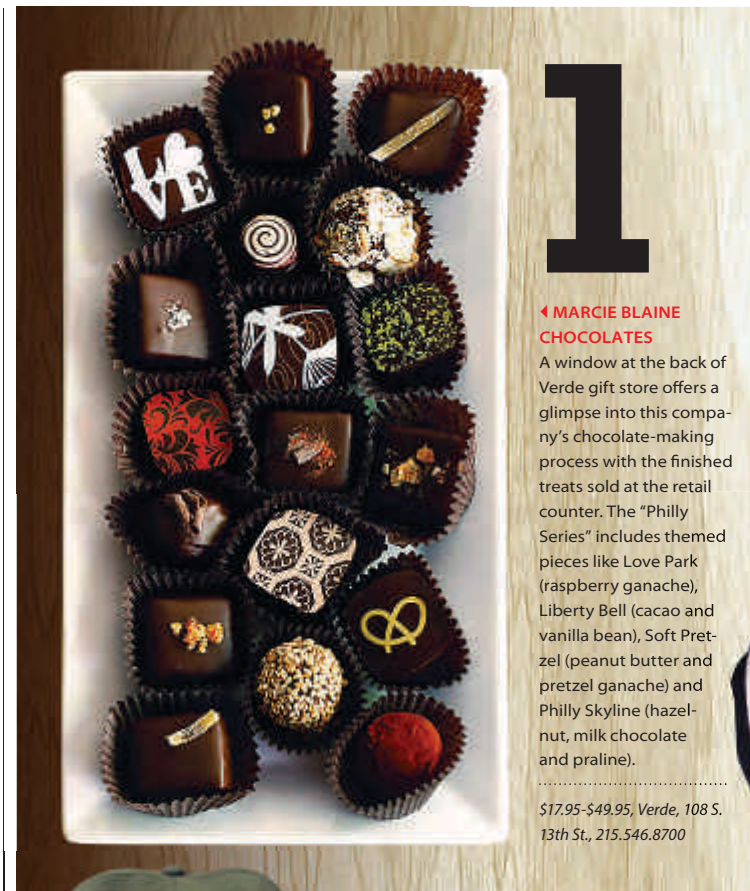 LOVE
1
MARCIE BLAINE
CHOCOLATES
A window at the back of
Verde gift store offers a
glimpse into this compa-
ny's chocolate-making
process with the finished
treats sold at the retail
counter. The "Philly
Series" includes themed
pieces like Love Park
(raspberry ganache),
Liberty Bell (cacao and
vanilla bean), Soft Pret-
zel (peanut butter and
pretzel ganache) and
Philly Skyline (hazel-
nut, milk chocolate
and praline).
$17.95-$49.95, Verde, 108 S.
13th St., 215.546.8700